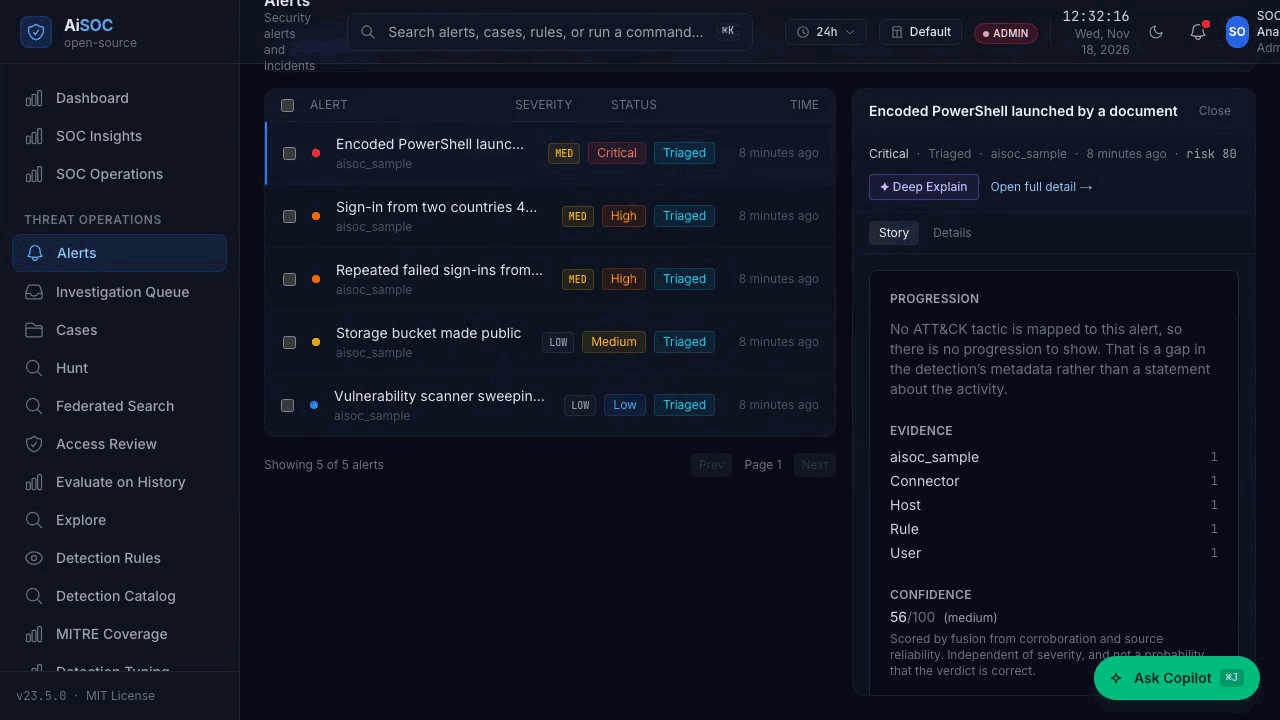 AiSOC
open-source
Dashboard
SOC Insights
SOC Operations
THREAT OPERATIONS
Alerts
Investigation Queue
Cases
Hunt
Federated Search
Access Review
Evaluate on History
Explore
Detection Rules
Detection Catalog
MITRE Coverage
Detection Tuning
v23.5.0 · MIT License
Alerts
Security
alerts
and
incidents
Search alerts, cases, rules, or run a command... ⌘K
24h
Default
ADMIN
12:32:16
Wed, Nov
18, 2026
SO
SOC
Ana
Adm
ALERT SEVERITY STATUS TIME
Encoded PowerShell launc... MED Critical Triaged 8 minutes ago
aisoc_sample
Sign-in from two countries 4... MED High Triaged 8 minutes ago
aisoc_sample
Repeated failed sign-ins from... MED High Triaged 8 minutes ago
aisoc_sample
Storage bucket made public LOW Medium Triaged 8 minutes ago
aisoc_sample
Vulnerability scanner sweepin... LOW Low Triaged 8 minutes ago
aisoc_sample
Showing 5 of 5 alerts Prev Page 1 Next
Encoded PowerShell launched by a document Close
Critical · Triaged · aisoc_sample · 8 minutes ago · risk 80
Deep Explain Open full detail →
Story Details
PROGRESSION
No ATT&CK tactic is mapped to this alert, so
there is no progression to show. That is a gap in
the detection's metadata rather than a statement
about the activity.
EVIDENCE
aisoc_sample 1
Connector 1
Host 1
Rule 1
User 1
CONFIDENCE
56/100 (medium)
Scored by fusion from corroboration and source
reliability. Independent of severity, and not a probability
that the verdict is correct.
Ask Copilot ⌘J